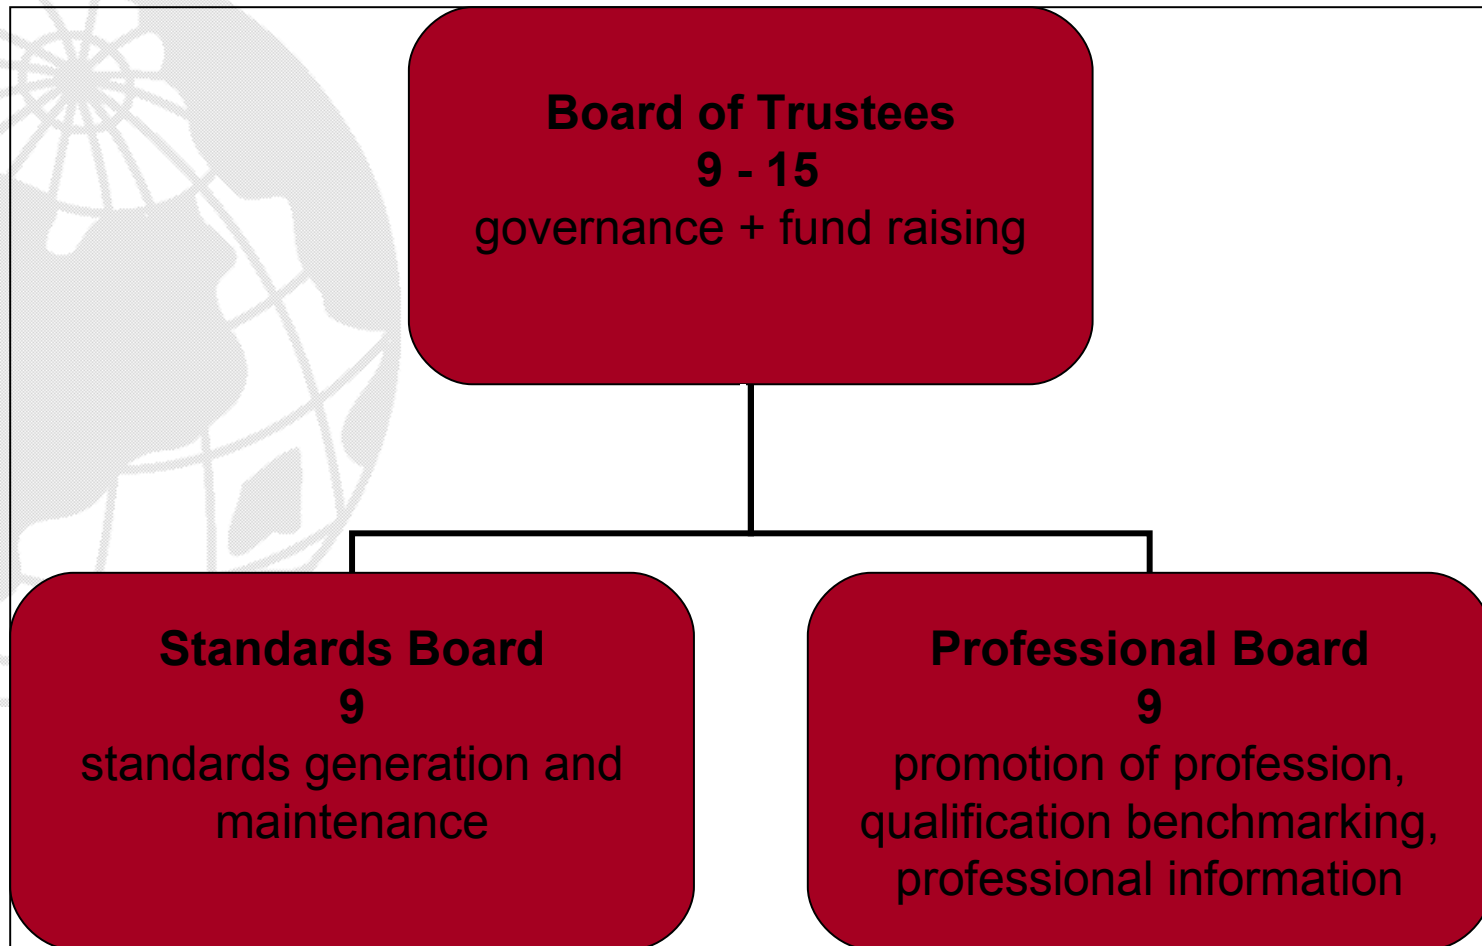 Board of Trustees
9 - 15
governance + fund raising
Standards Board
9
standards generation and
maintenance
Professional Board
9
promotion of profession,
qualification benchmarking,
professional information